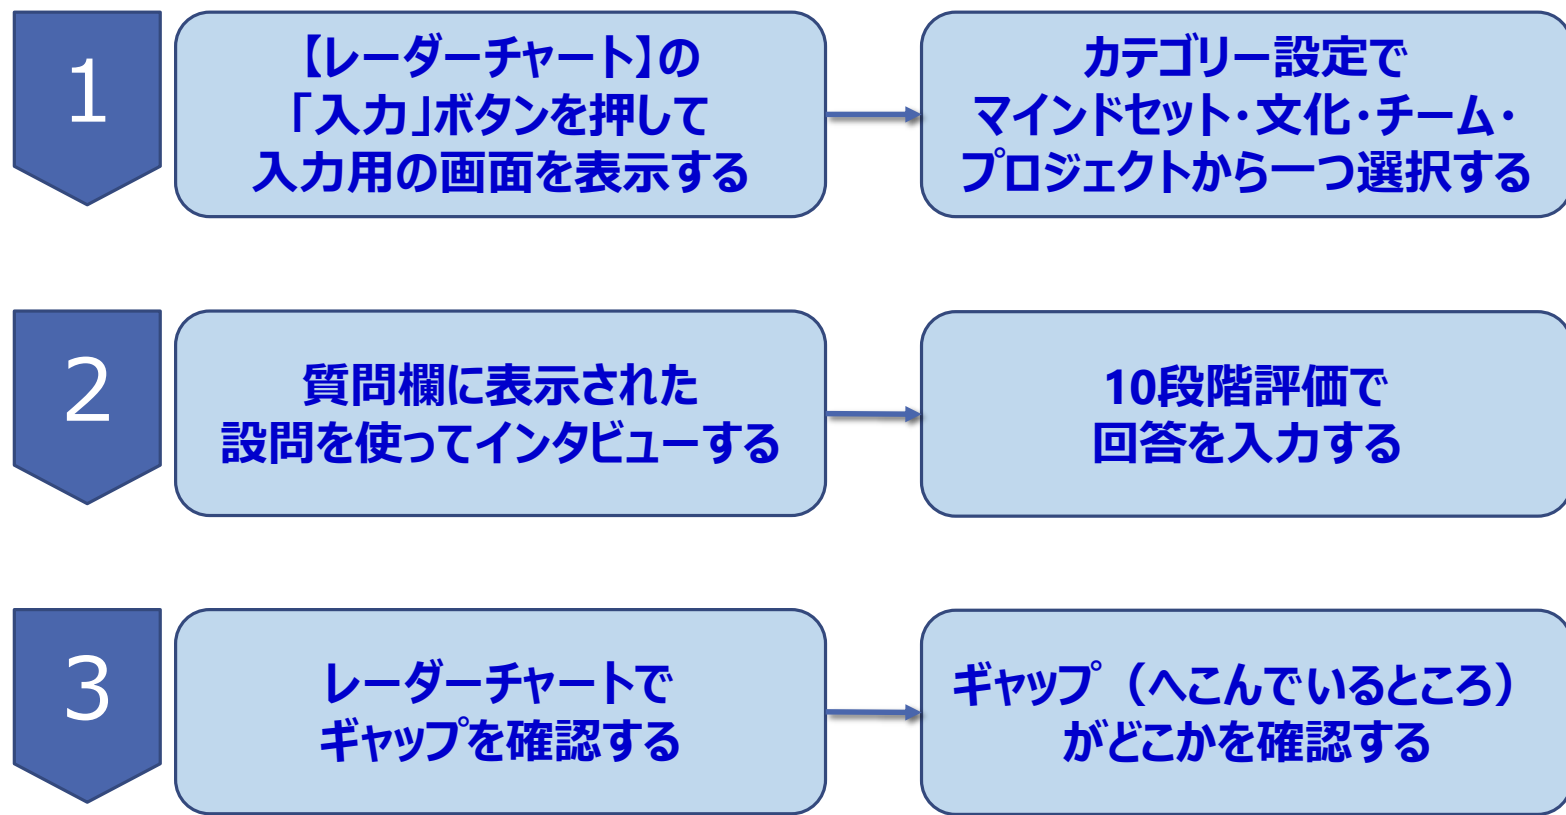 1
【レーダーチャート】の
「入力」ボタンを押して
入力用の画面を表示する
カテゴリー設定で
マインドセット・文化・チーム・
プロジェクトから一つ選択する
2
質問欄に表示された
設問を使ってインタビューする
10段階評価で
回答を入力する
3
レーダーチャートで
ギャップを確認する
ギャップ（へこんでいるところ）
がどこかを確認する